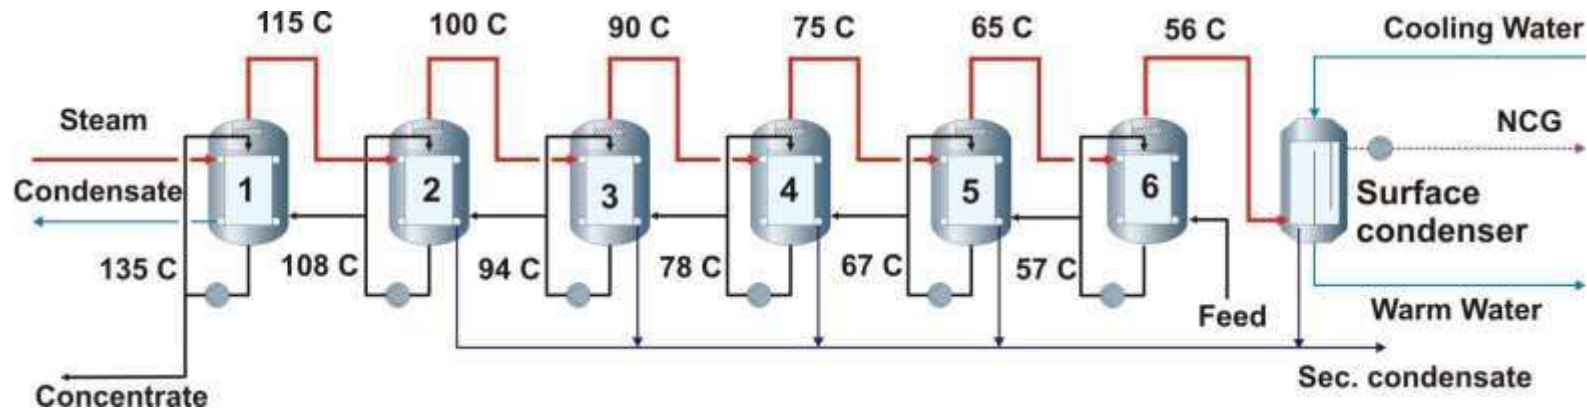 115 C
100 C
90 C
75 C
65 C
56 C
Cooling Water
Steam
NCG
Condensate
1
2
3
4
5
6
Surface
condenser
135 C
108 C
94 C
78 C
67 C
57 C
Feed
Warm Water
Concentrate
Sec. condensate